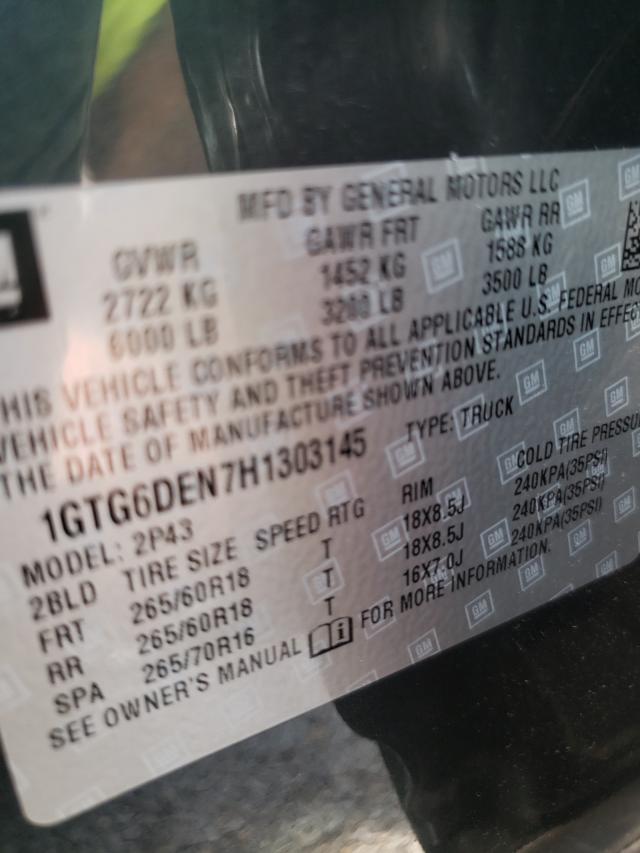 MFD BY GENERAL MOTORS LLC
GVWR GAWR FRT GAWR RR
2722 KG 1452 KG 1588 KG
6000 LB 3200 LB 3500 LB
HIS VEHICLE CONFORMS TO ALL APPLICABLE U.S. FEDERAL MO
VEHICLE SAFETY AND THEFT PREVENTION STANDARDS IN EFFEC
THE DATE OF MANUFACTURE SHOWN ABOVE.
1GTG6DEN7H1303145 TYPE: TRUCK
MODEL: 2P43
2BLD TIRE SIZE SPEED RTG RIM COLD TIRE PRESSU
FRT 265/60R18 T 18X8.5J 240KPA(35PSI)
RR 265/60R18 T 18X8.5J 240KPA(35PSI)
SPA 265/70R16 T 16X7.0J 240KPA(35PSI)
SEE OWNER'S MANUAL FOR MORE INFORMATION.